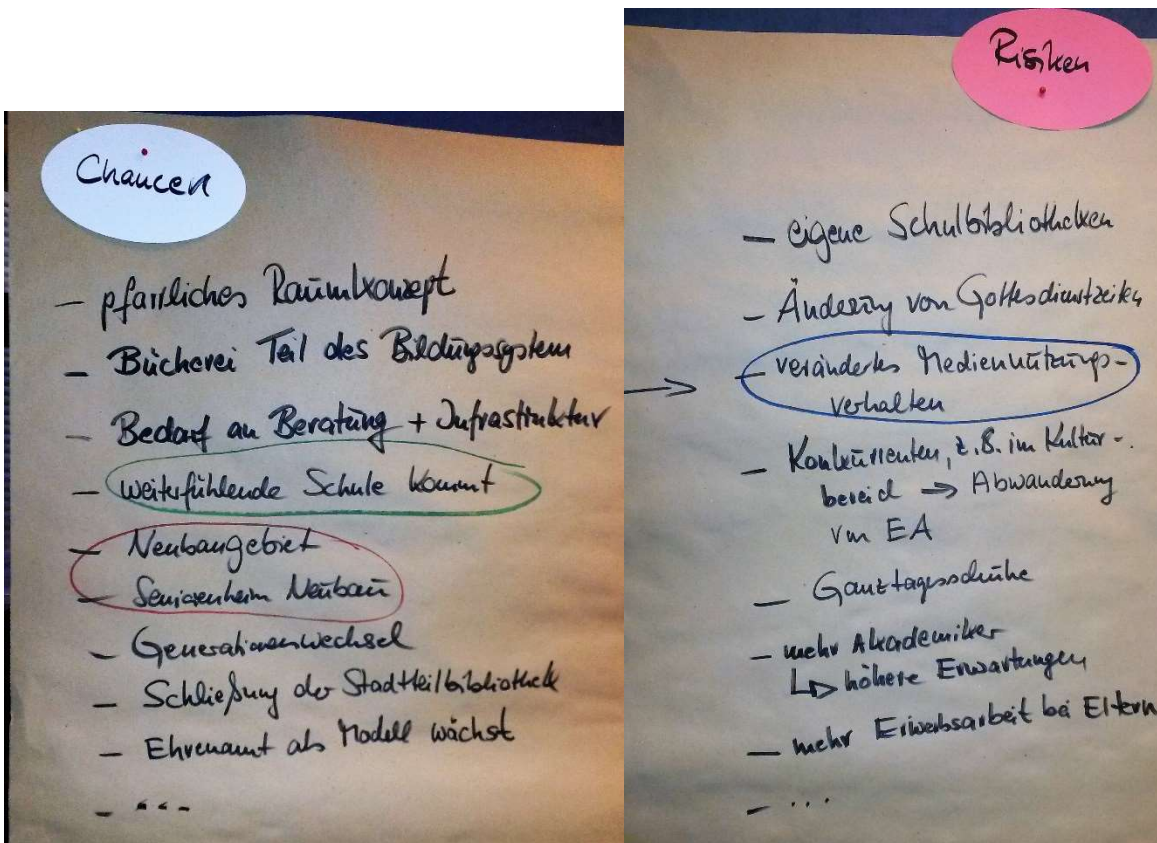 Chancen
– pfarrliches Raumkonzept
– Bücherei Teil des Bildungssystem
– Bedarf an Beratung + Infrastruktur
– weiterführende Schule kommt
– Neubaugebiet
– Seniorenheim Neubau
– Generationenwechsel
– Schließung der Stadtteilbibliothek
– Ehrenamt als Modell wächst
– ...
Risiken
– eigene Schulbibliotheken
– Änderung von Gottesdienstzeiten
→ – verändertes Mediennutzungs-
verhalten
– Konkurrenten, z.B. im Kultur-
bereich → Abwanderung
von EA
– Ganztagsschule
– mehr Akademiker
↳ höhere Erwartungen
– mehr Erwerbsarbeit bei Eltern
– ...